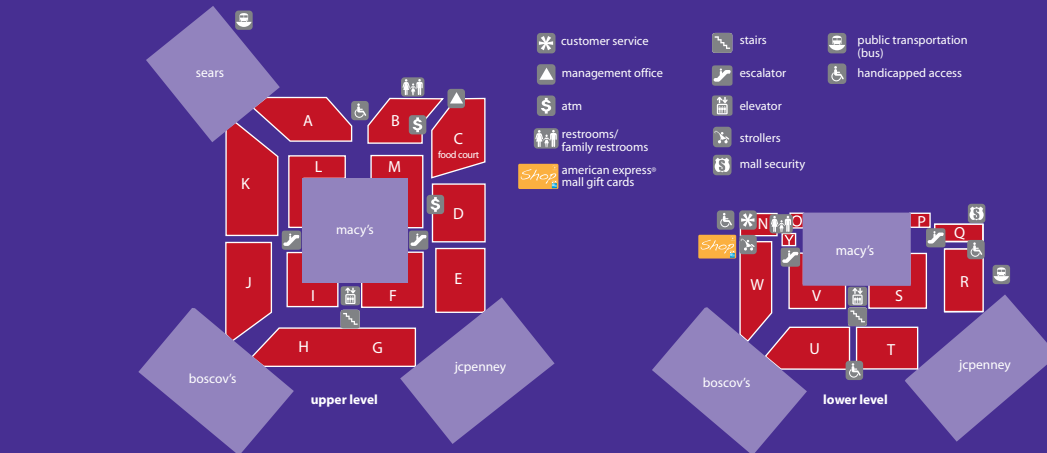 customer service
management office
$ atm
restrooms/
family restrooms
Shop
american express®
mall gift cards
stairs
escalator
elevator
strollers
mall security
public transportation
(bus)
handicapped access
sears
A
B
$
C
food court
K
L
M
macy's
$
D
J
I
F
E
H
G
boscov's
jcpenney
upper level
N
O
P
Q
Y
Shop
macy's
W
V
S
R
U
T
boscov's
jcpenney
lower level